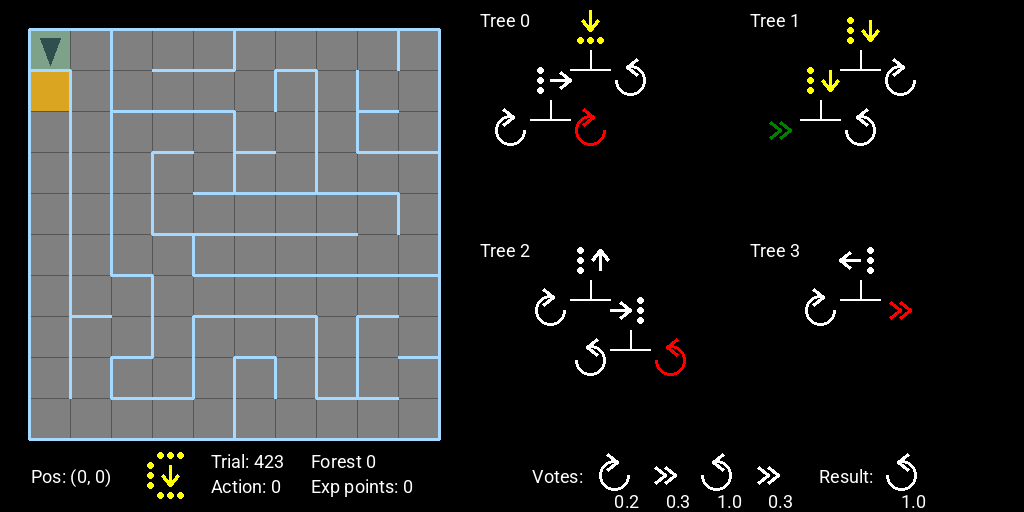 Tree 0
Tree 1
Tree 2
Tree 3
Pos: (0, 0)
Trial: 423 Forest 0
Action: 0 Exp points: 0
Votes: Result:
0.2 0.3 1.0 0.3 1.0